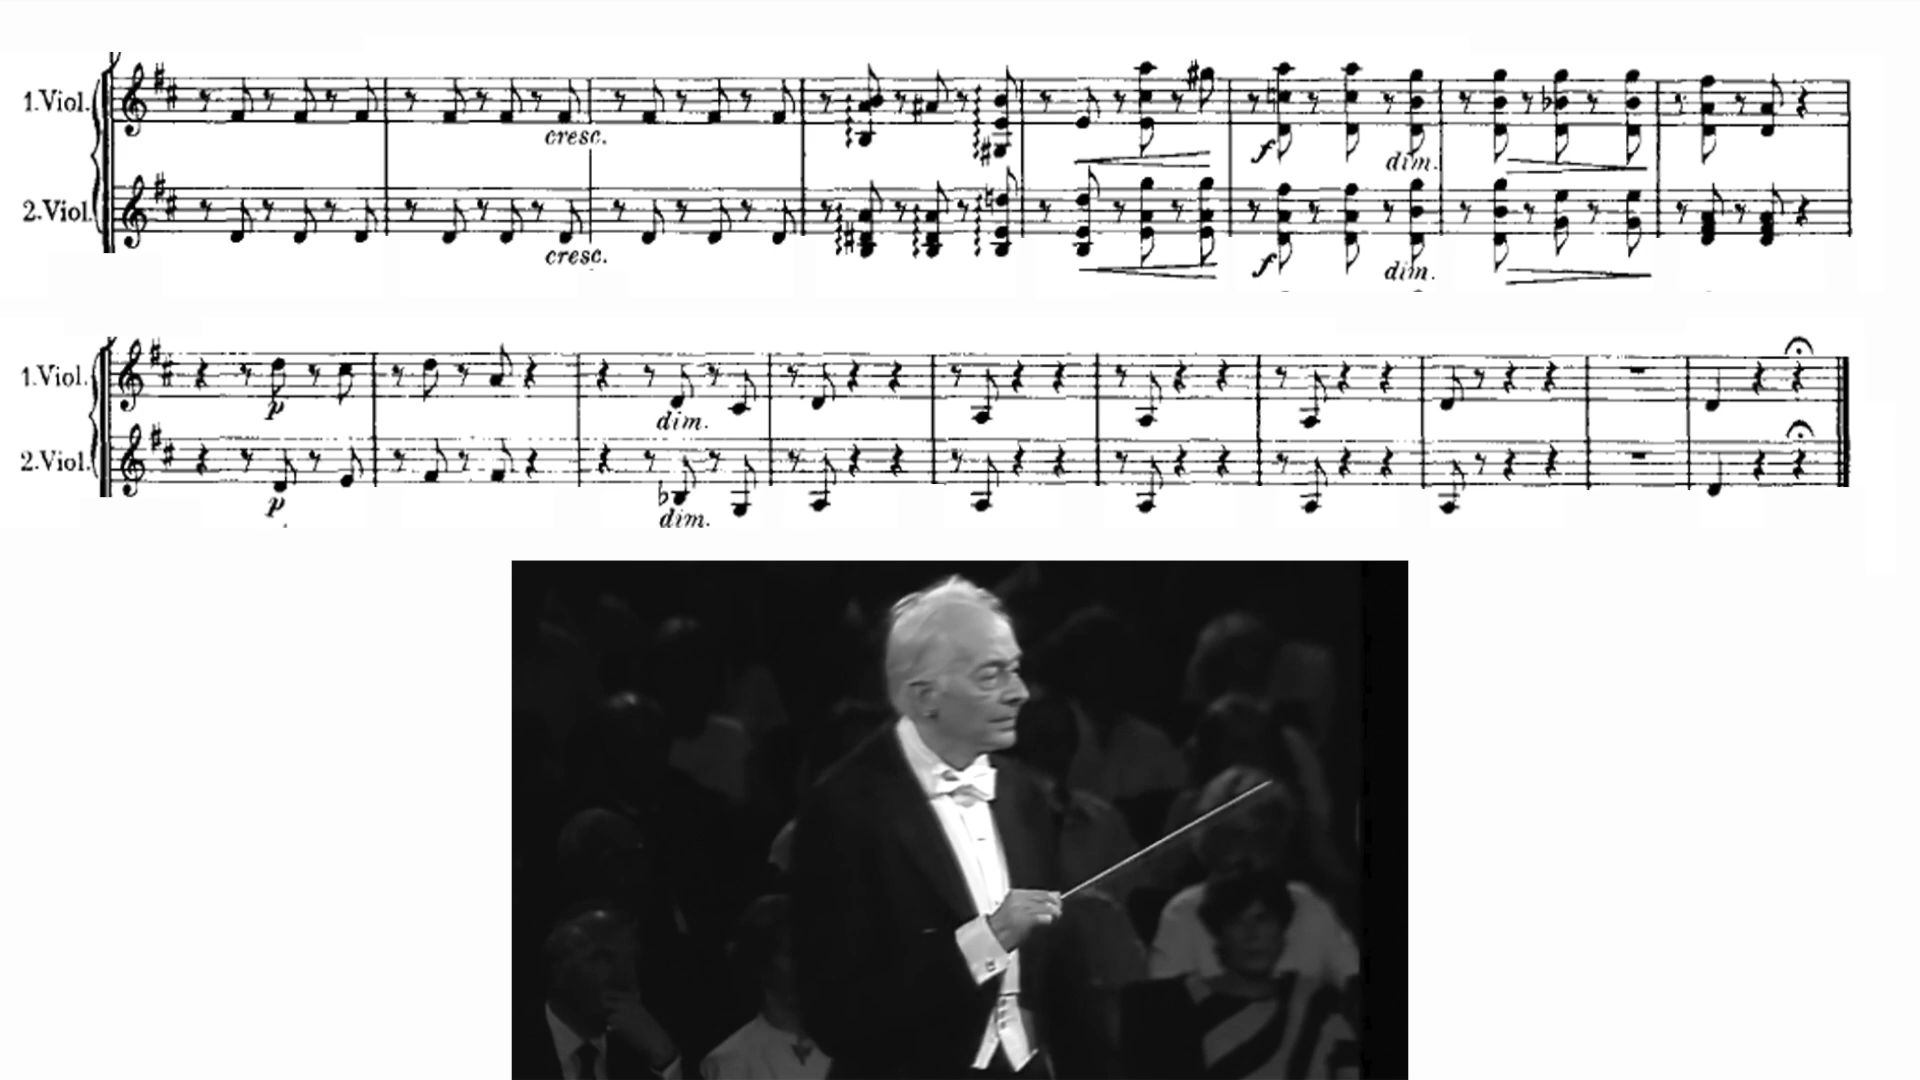 1.Viol.
cresc.
f dim.
2.Viol.
cresc.
f dim.
1.Viol.
p dim.
2.Viol.
p dim.